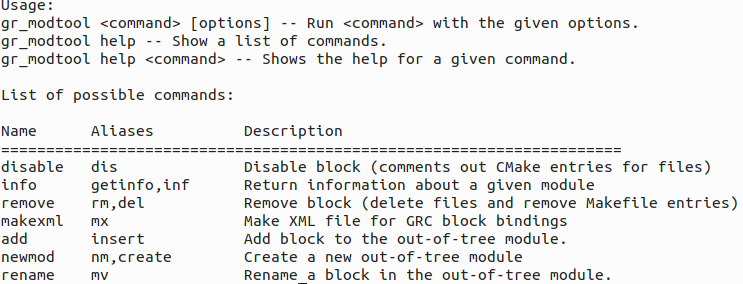 Usage:
gr_modtool <command> [options] -- Run <command> with the given options.
gr_modtool help -- Show a list of commands.
gr_modtool help <command> -- Shows the help for a given command.

List of possible commands:

Name      Aliases          Description
=====================================================================
disable   dis              Disable block (comments out CMake entries for files)
info      getinfo,inf      Return information about a given module
remove    rm,del           Remove block (delete files and remove Makefile entries)
makexml   mx               Make XML file for GRC block bindings
add       insert           Add block to the out-of-tree module.
newmod    nm,create        Create a new out-of-tree module
rename    mv               Rename_a block in the out-of-tree module.